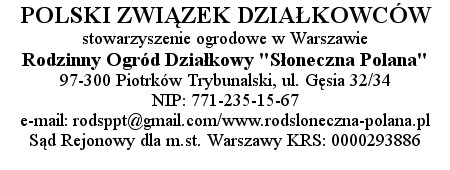 POLSKI ZWIĄZEK DZIAŁKOWCÓW
stowarzyszenie ogrodowe w Warszawie
Rodzinny Ogród Działkowy "Słoneczna Polana"
97-300 Piotrków Trybunalski, ul. Gęsia 32/34
NIP: 771-235-15-67
e-mail: rodsppt@gmail.com/www.rodsloneczna-polana.pl
Sąd Rejonowy dla m.st. Warszawy KRS: 0000293886